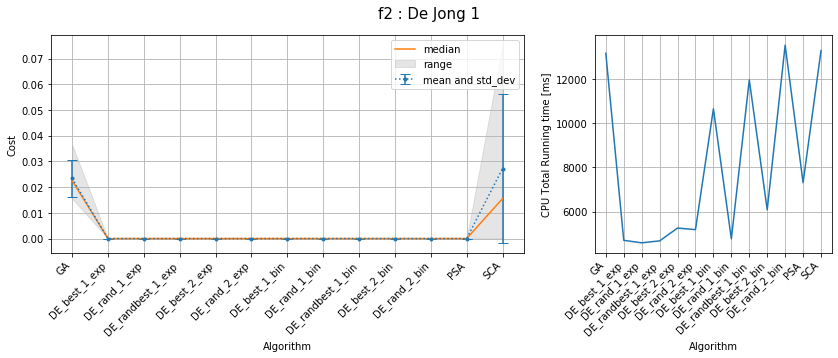 f2 : De Jong 1
median
range
mean and std_dev
Cost
0.07
0.06
0.05
0.04
0.03
0.02
0.01
0.00
GA
DE_best_1_exp
DE_rand_1_exp
DE_randbest_1_exp
DE_best_2_exp
DE_rand_2_exp
DE_best_1_bin
DE_rand_1_bin
DE_randbest_1_bin
DE_best_2_bin
DE_rand_2_bin
PSA
SCA
Algorithm
CPU Total Running time [ms]
12000
10000
8000
6000
GA
DE_best_1_exp
DE_rand_1_exp
DE_randbest_1_exp
DE_best_2_exp
DE_rand_2_exp
DE_best_1_bin
DE_rand_1_bin
DE_randbest_1_bin
DE_best_2_bin
DE_rand_2_bin
PSA
SCA
Algorithm